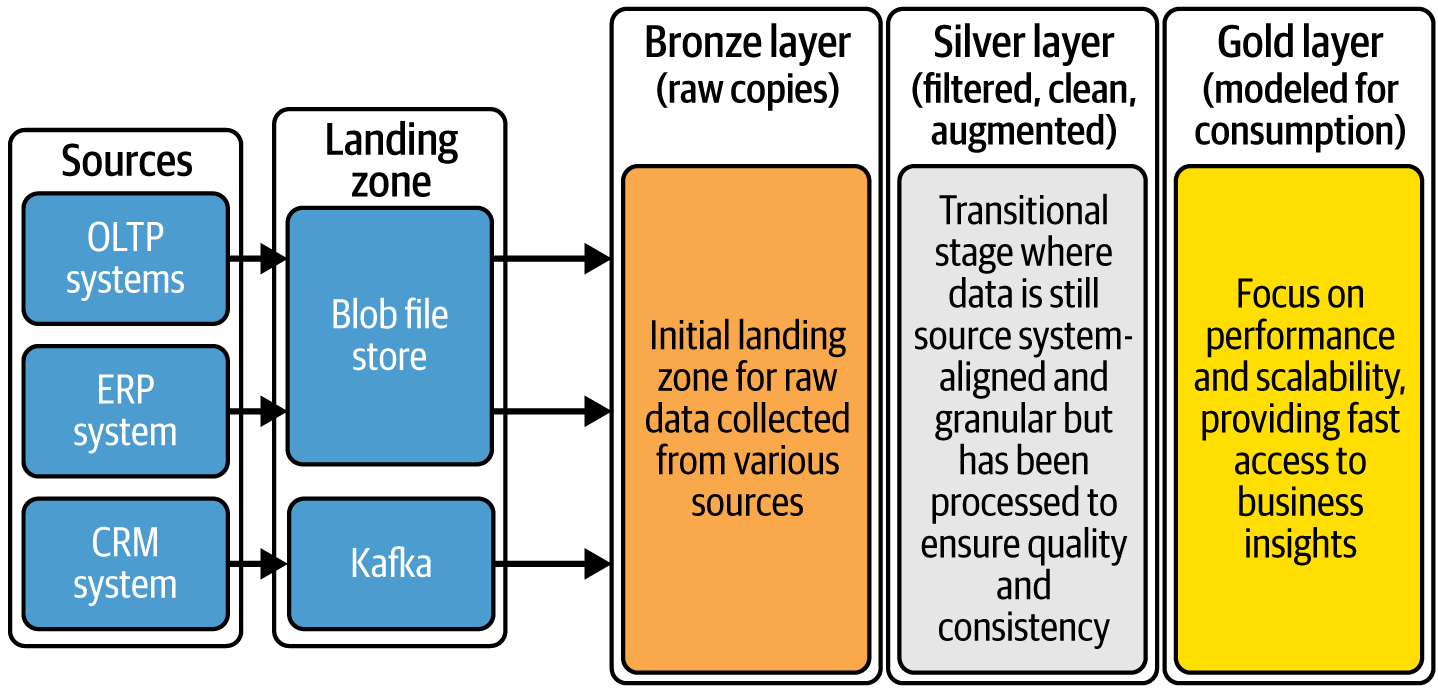 Sources
OLTP
systems
ERP
system
CRM
system
Landing
zone
Blob file
store
Kafka
Bronze layer
(raw copies)
Initial landing
zone for raw
data collected
from various
sources
Silver layer
(filtered, clean,
augmented)
Transitional
stage where
data is still
source system-
aligned and
granular but
has been
processed to
ensure quality
and
consistency
Gold layer
(modeled for
consumption)
Focus on
performance
and scalability,
providing fast
access to
business
insights